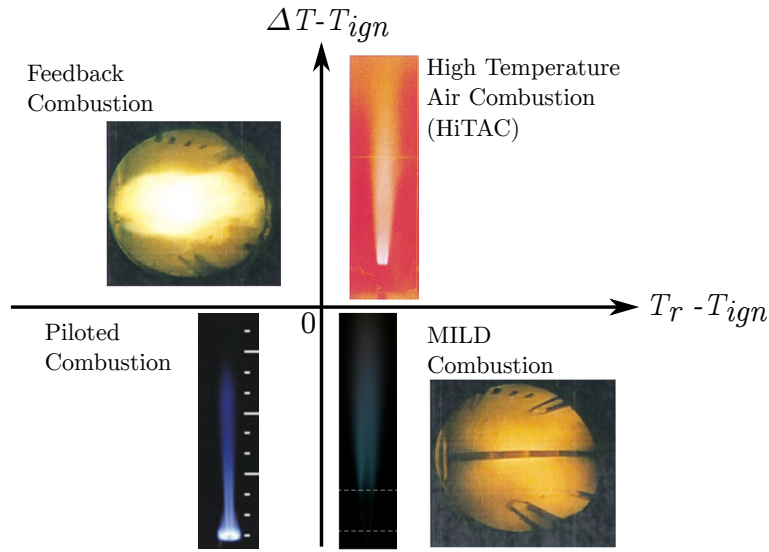 ΔT-T_ign
Feedback
Combustion
High Temperature
Air Combustion
(HiTAC)
T_r -T_ign
0
Piloted
Combustion
MILD
Combustion